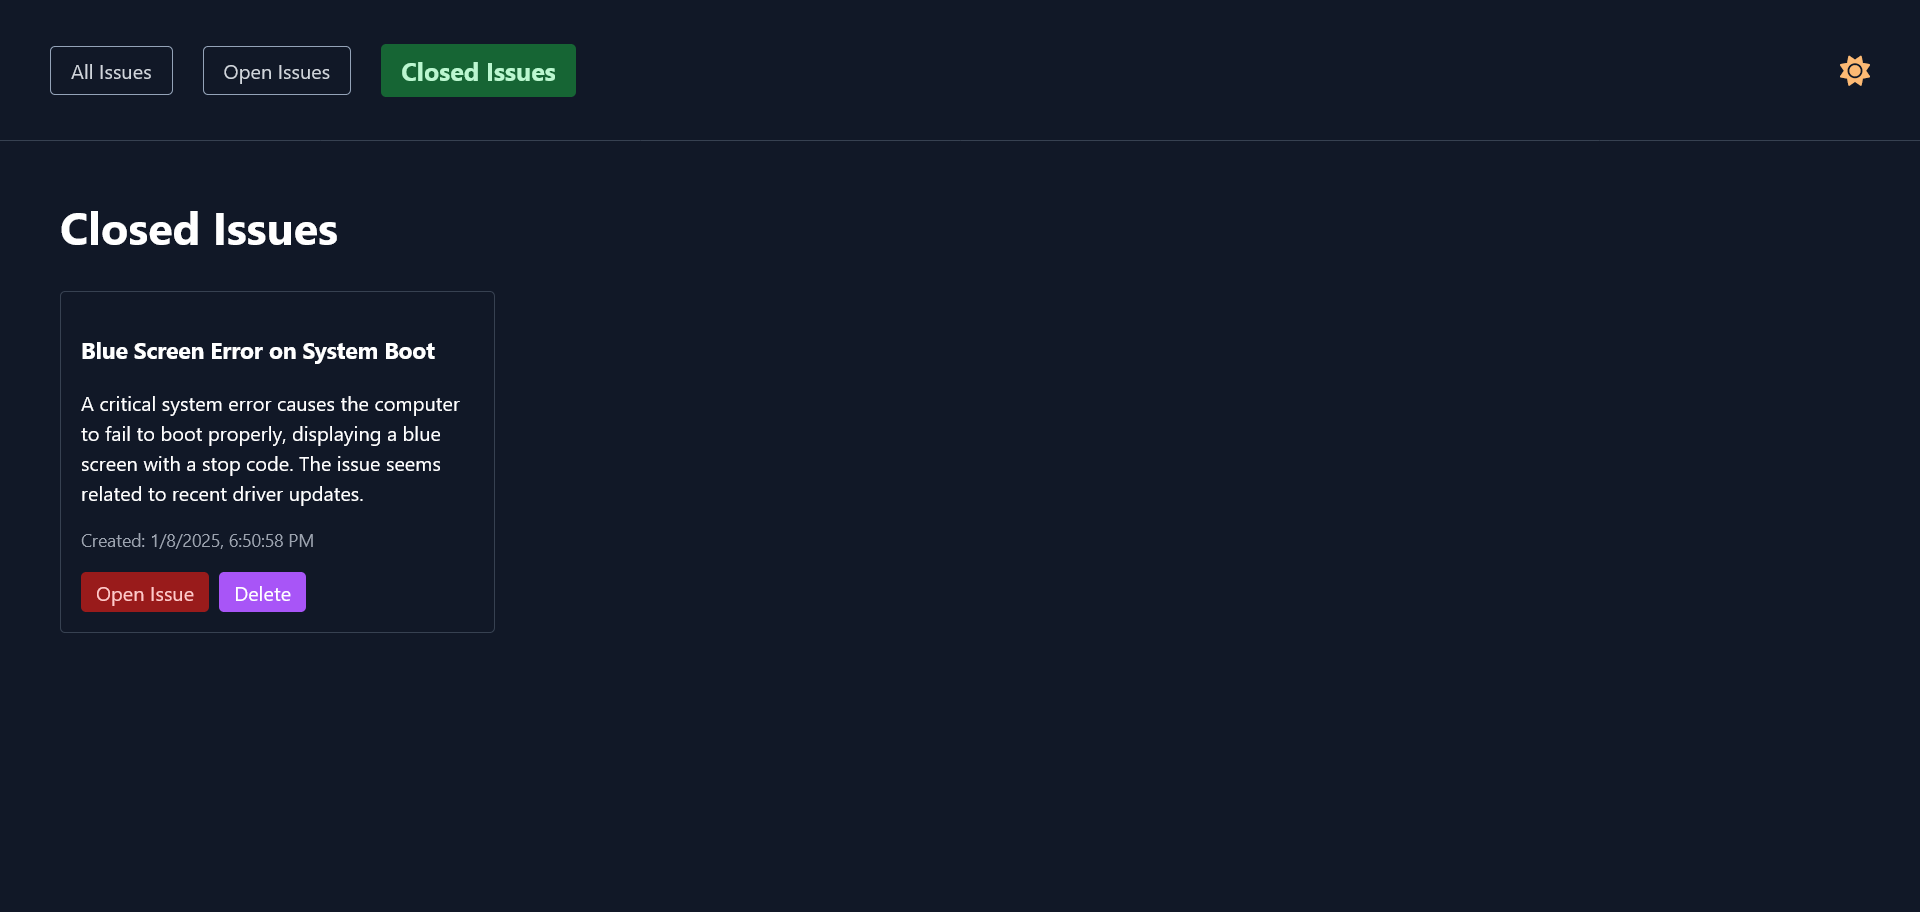 All Issues
Open Issues
Closed Issues
Closed Issues
Blue Screen Error on System Boot
A critical system error causes the computer
to fail to boot properly, displaying a blue
screen with a stop code. The issue seems
related to recent driver updates.
Created: 1/8/2025, 6:50:58 PM
Open Issue
Delete